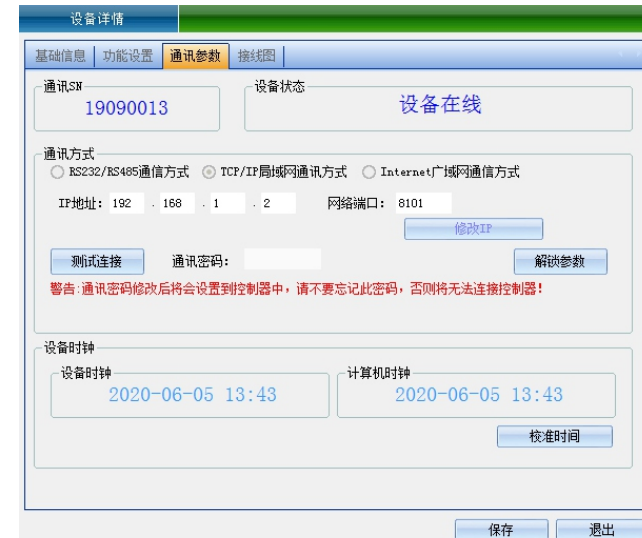 设备详情
基础信息 功能设置 通讯参数 接线图
通讯SN
19090013
设备状态
设备在线
通讯方式
RS232/RS485通信方式 TCP/IP局域网通讯方式 Internet广域网通信方式
IP地址: 192 . 168 . 1 . 2 网络端口: 8101
修改IP
测试连接 通讯密码: 解锁参数
警告:通讯密码修改后将会设置到控制器中，请不要忘记此密码，否则将无法连接控制器!
设备时钟
设备时钟
2020-06-05 13:43
计算机时钟
2020-06-05 13:43
校准时间
保存 退出